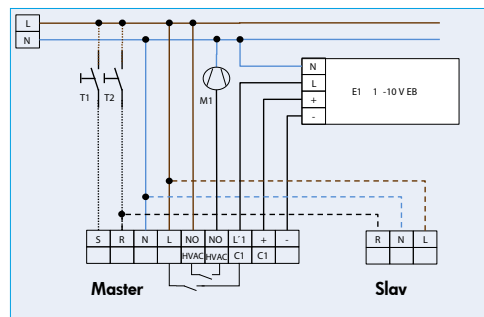 L
N
T1 T2 M1
N
L
+
-
E1 1 -10 V EB
S R N L NO NO L'1 + -
HVAC HVAC C1 C1
R N L
Master Slav